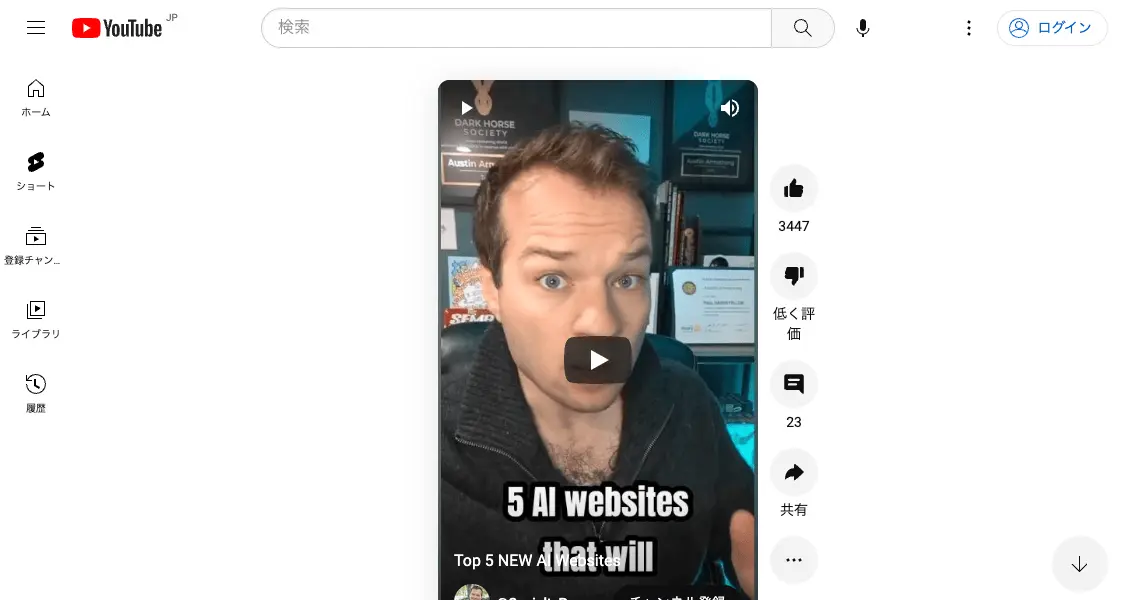 YouTube JP
検索
ログイン
ホーム
ショート
登録チャン...
ライブラリ
履歴
DARK HORSE
SOCIETY
Austin
DARK HORSE
SOCIETY
Austin Armstrong
5 AI websites
that will
Top 5 NEW AI Websites
チャンネル登録
3447
低く評
価
23
共有